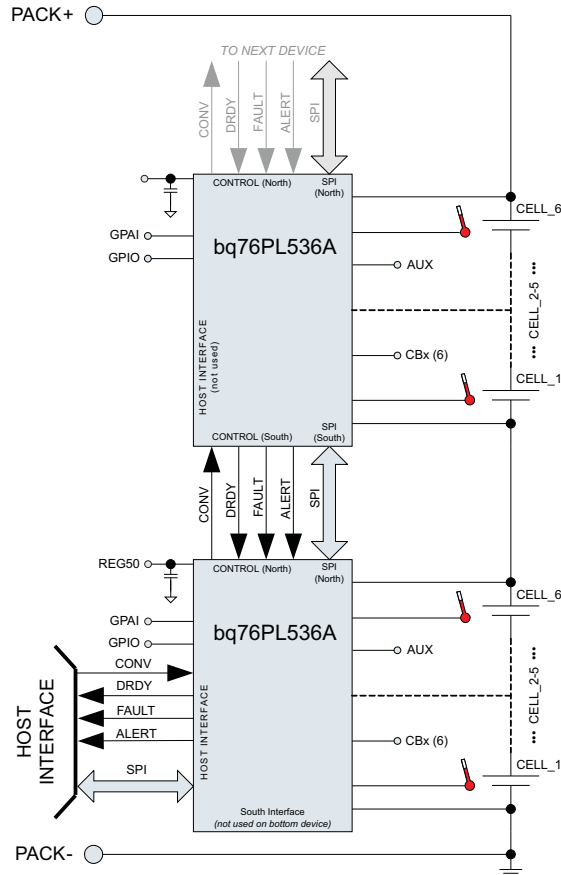 PACK+
TO NEXT DEVICE
CONV
DRDY
FAULT
ALERT
SPI
CONTROL (North)
SPI
(North)
CELL_6
GPAI
GPIO
bq76PL536A
AUX
HOST INTERFACE
(not used)
... CELL_2-5 ...
CBx (6)
CELL_1
CONTROL (South)
SPI
(South)
CONV
DRDY
FAULT
ALERT
SPI
REG50
CONTROL (North)
SPI
(North)
CELL_6
GPAI
GPIO
bq76PL536A
AUX
HOST
INTERFACE
CONV
DRDY
FAULT
ALERT
SPI
HOST INTERFACE
... CELL_2-5 ...
CBx (6)
CELL_1
South Interface
(not used on bottom device)
PACK-